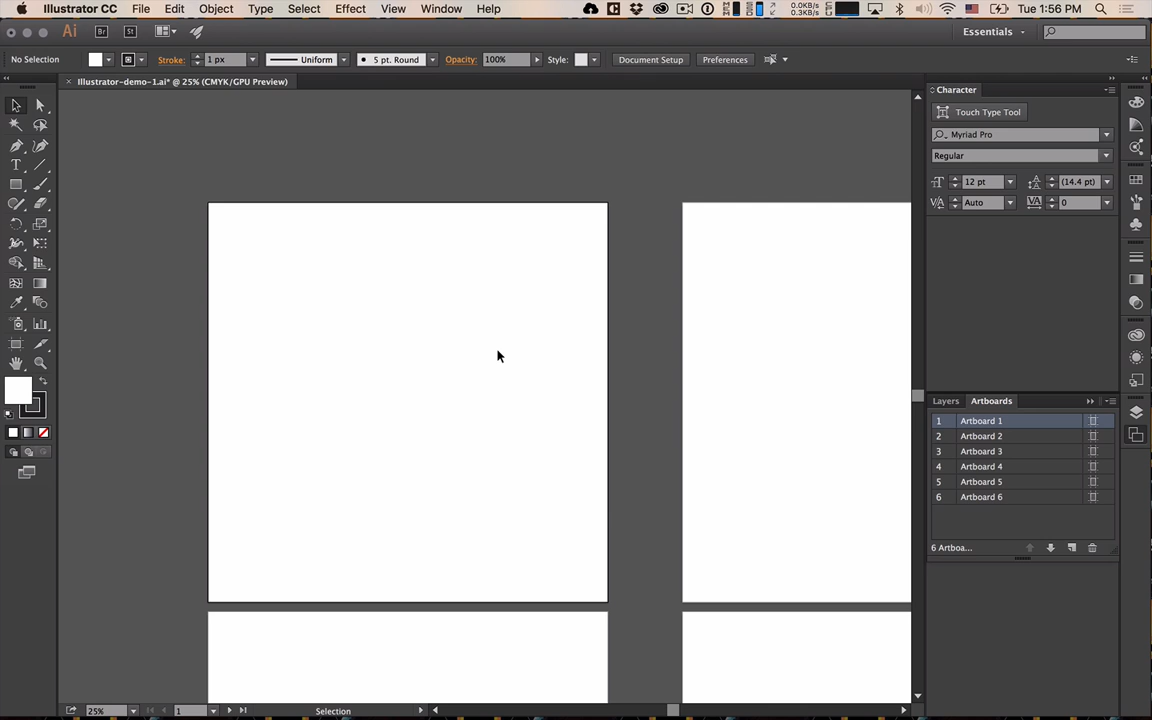 Illustrator CC File Edit Object Type Select Effect View Window Help 0.0KB/s 0.3KB/s Tue 1:56 PM
Ai Br St Essentials
No Selection Stroke: 1 px Uniform 5 pt. Round Opacity: 100% Style: Document Setup Preferences
× Illustrator-demo-1.ai* @ 25% (CMYK/GPU Preview)
Character
Touch Type Tool
Myriad Pro
Regular
12 pt (14.4 pt)
Auto 0
Layers Artboards
1 Artboard 1
2 Artboard 2
3 Artboard 3
4 Artboard 4
5 Artboard 5
6 Artboard 6
6 Artboa...
25% 1 Selection